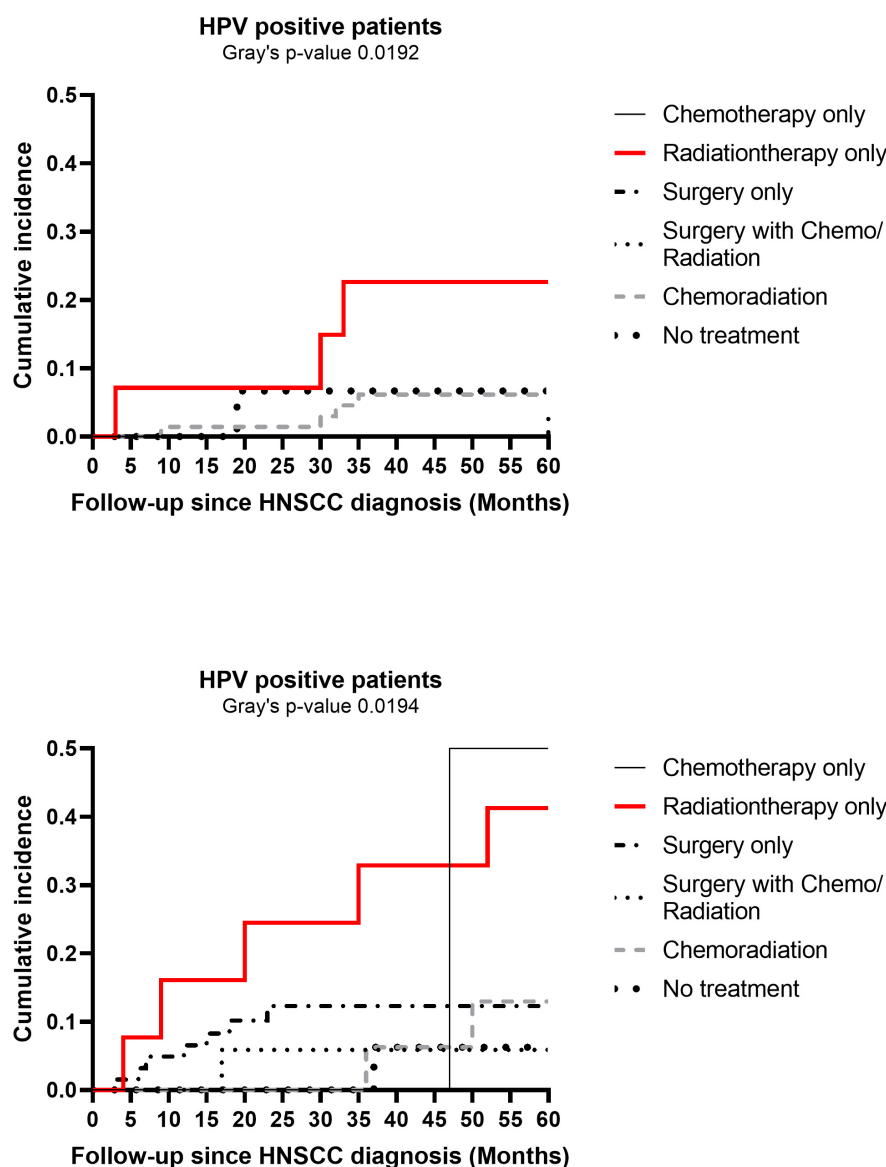 HPV positive patients
Gray's p-value 0.0192
Cumulative incidence
0.5
0.4
0.3
0.2
0.1
0.0
0 5 10 15 20 25 30 35 40 45 50 55 60
Follow-up since HNSCC diagnosis (Months)
Chemotherapy only
Radiationtherapy only
Surgery only
Surgery with Chemo/
Radiation
Chemoradiation
No treatment
HPV positive patients
Gray's p-value 0.0194
Cumulative incidence
0.5
0.4
0.3
0.2
0.1
0.0
0 5 10 15 20 25 30 35 40 45 50 55 60
Follow-up since HNSCC diagnosis (Months)
Chemotherapy only
Radiationtherapy only
Surgery only
Surgery with Chemo/
Radiation
Chemoradiation
No treatment